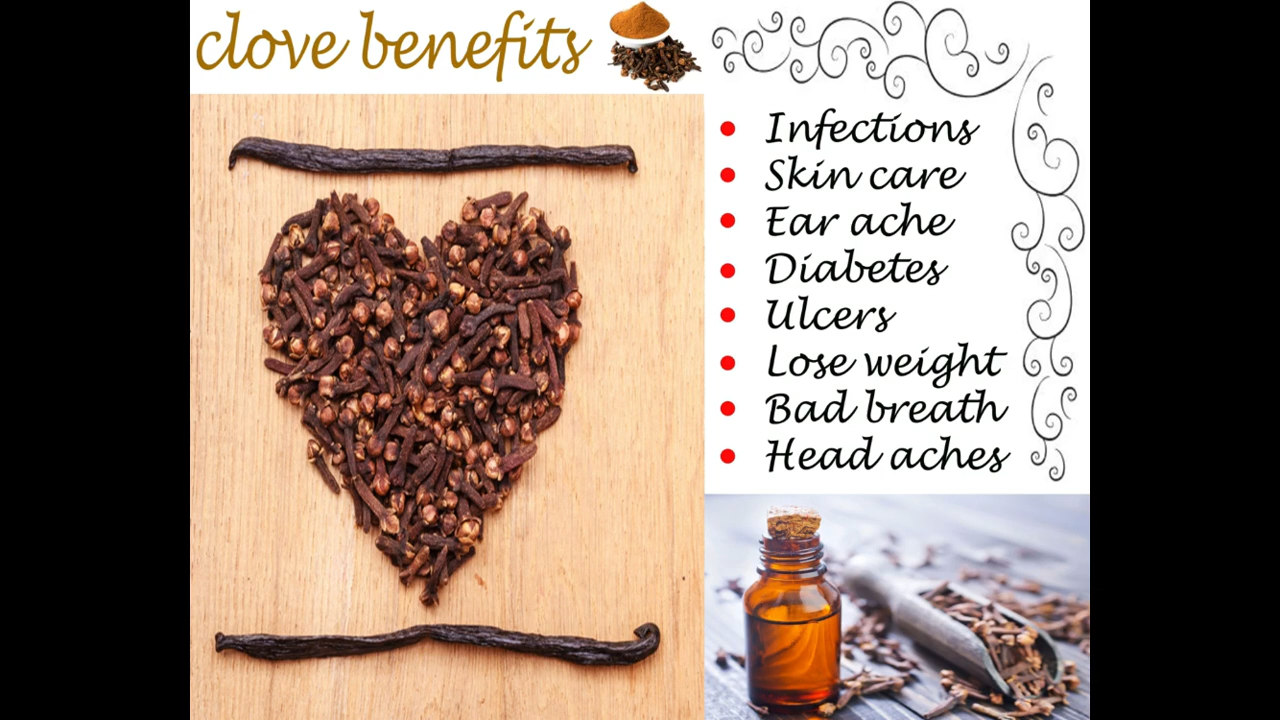 clove benefits
Infections
Skin care
Ear ache
Diabetes
Ulcers
Lose weight
Bad breath
Head aches